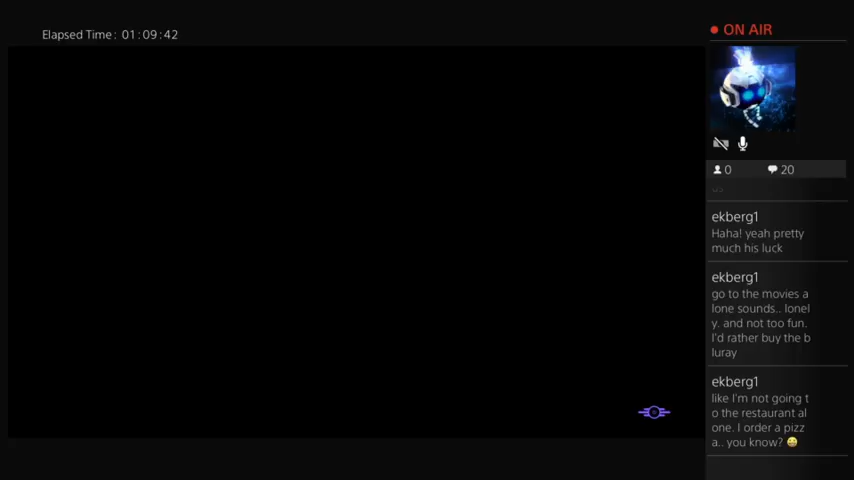 Elapsed Time: 01:09:42
ON AIR
0 20
ekberg1
Haha! yeah pretty
much his luck
ekberg1
go to the movies a
lone sounds.. lonel
y. and not too fun.
I'd rather buy the b
luray
ekberg1
like I'm not going t
o the restaurant al
one. I order a pizz
a.. you know? 😄